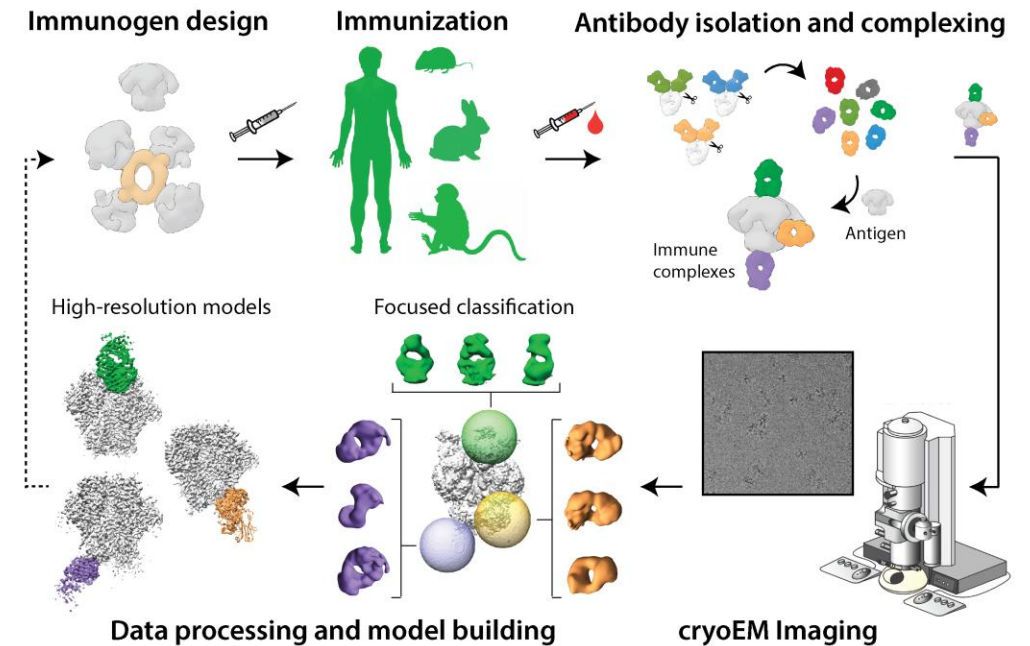 Immunogen design
Immunization
Antibody isolation and complexing
Antigen
Immune
complexes
High-resolution models
Focused classification
Data processing and model building
cryoEM Imaging